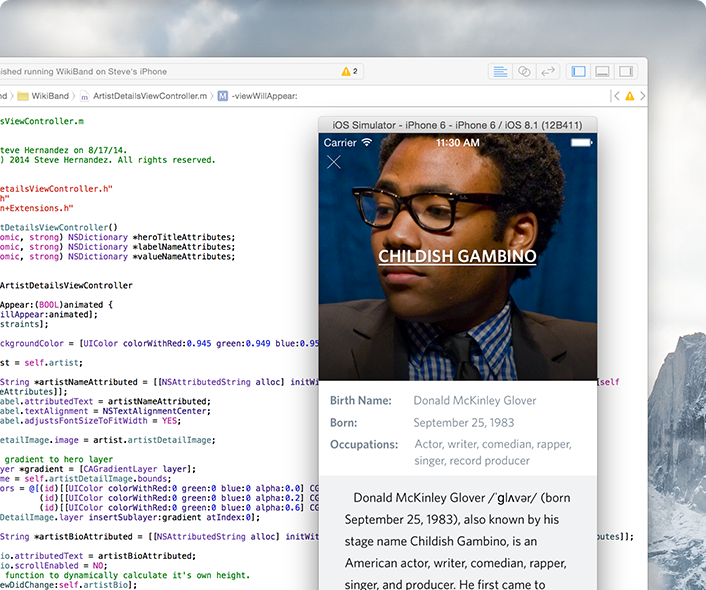 ished running WikiBand on Steve's iPhone
2
nd WikiBand ArtistDetailsViewController.m M -viewWillAppear:
sViewController.m
teve Hernandez on 8/17/14.
) 2014 Steve Hernandez. All rights reserved.
etailsViewController.h"
h"
n+Extensions.h"
tDetailsViewController()
omic, strong) NSDictionary *heroTitleAttributes;
omic, strong) NSDictionary *labelNameAttributes;
omic, strong) NSDictionary *valueNameAttributes;
ArtistDetailsViewController
Appear:(BOOL)animated {
illAppear:animated];
straints];
ckgroundColor = [UIColor colorWithRed:0.945 green:0.949 blue:0.95
st = self.artist;
String *artistNameAttributed = [[NSAttributedString alloc] initWi [self
eAttributes]];
abel.attributedText = artistNameAttributed;
abel.textAlignment = NSTextAlignmentCenter;
abel.adjustsFontSizeToFitWidth = YES;
etailImage.image = artist.artistDetailImage;
gradient to hero layer
yer *gradient = [CAGradientLayer layer];
me = self.artistDetailImage.bounds;
ors = @[(id)[[UIColor colorWithRed:0 green:0 blue:0 alpha:0.0] CG
(id)[[UIColor colorWithRed:0 green:0 blue:0 alpha:0.2] CG
(id)[[UIColor colorWithRed:0 green:0 blue:0 alpha:0.6] CG
DetailImage.layer insertSublayer:gradient atIndex:0];
String *artistBioAttributed = [[NSAttributedString alloc] initWit butes]];
io.attributedText = artistBioAttributed;
io.scrollEnabled = NO;
function to dynamically calculate it's own height.
ewDidChange:self.artistBio];
iOS Simulator - iPhone 6 - iPhone 6 / iOS 8.1 (12B411)
Carrier 11:30 AM
CHILDISH GAMBINO
Birth Name: Donald McKinley Glover
Born: September 25, 1983
Occupations: Actor, writer, comedian, rapper,
singer, record producer
Donald McKinley Glover /ˈɡlʌvər/ (born
September 25, 1983), also known by his
stage name Childish Gambino, is an
American actor, writer, comedian, rapper,
singer, and producer. He first came to